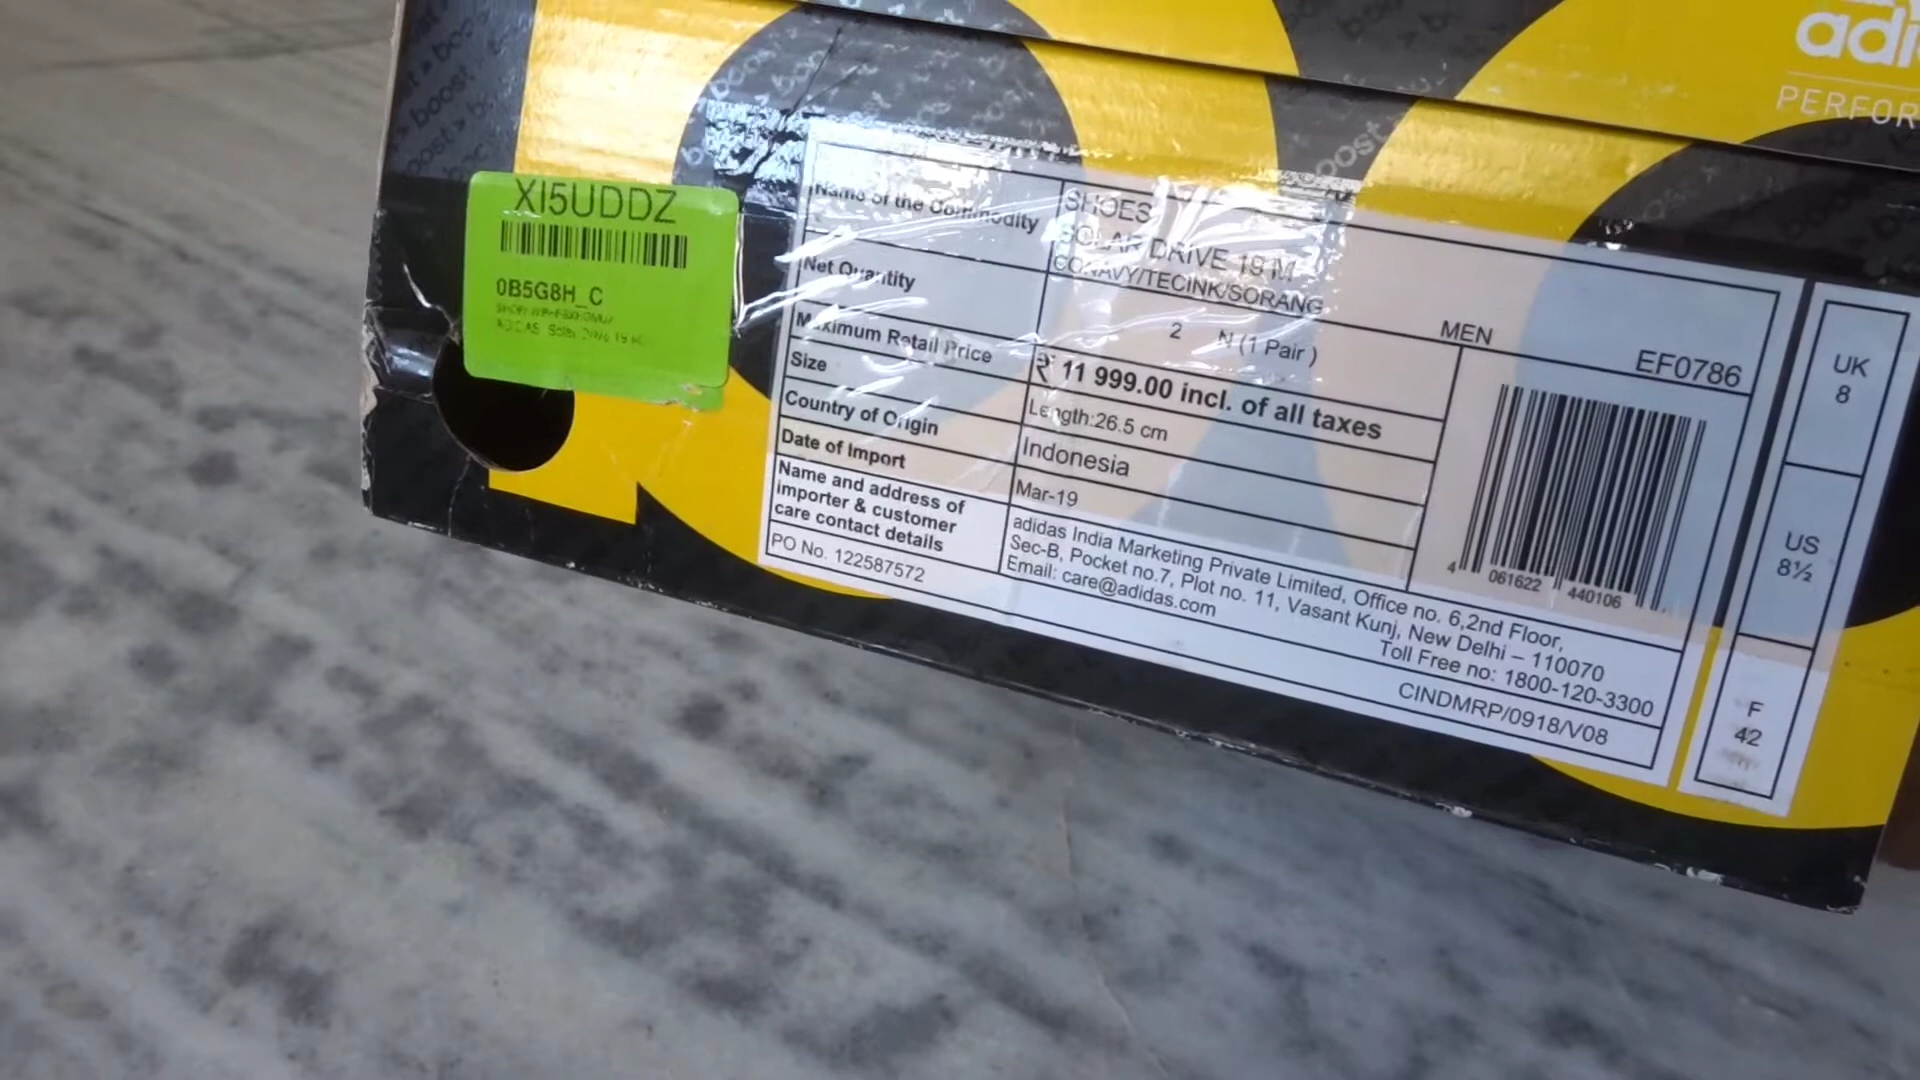 adi
PERFOR
boost
boost
XI5UDDZ
0B5G8H_C
Name of the Commodity
SHOES
SOLAR DRIVE 19 M
CONAVY/TECINK/SORANG
MEN
EF0786
Net Quantity
2 N (1 Pair )
Maximum Retail Price
₹ 11 999.00 incl. of all taxes
Size
Length:26.5 cm
Country of Origin
Indonesia
Date of Import
Mar-19
Name and address of
importer & customer
care contact details
adidas India Marketing Private Limited, Office no. 6,2nd Floor,
Sec-B, Pocket no.7, Plot no. 11, Vasant Kunj, New Delhi – 110070
Email: care@adidas.com
Toll Free no: 1800-120-3300
PO No. 122587572
CINDMRP/0918/V08
4 061622 440106
UK
8
US
8½
F
42